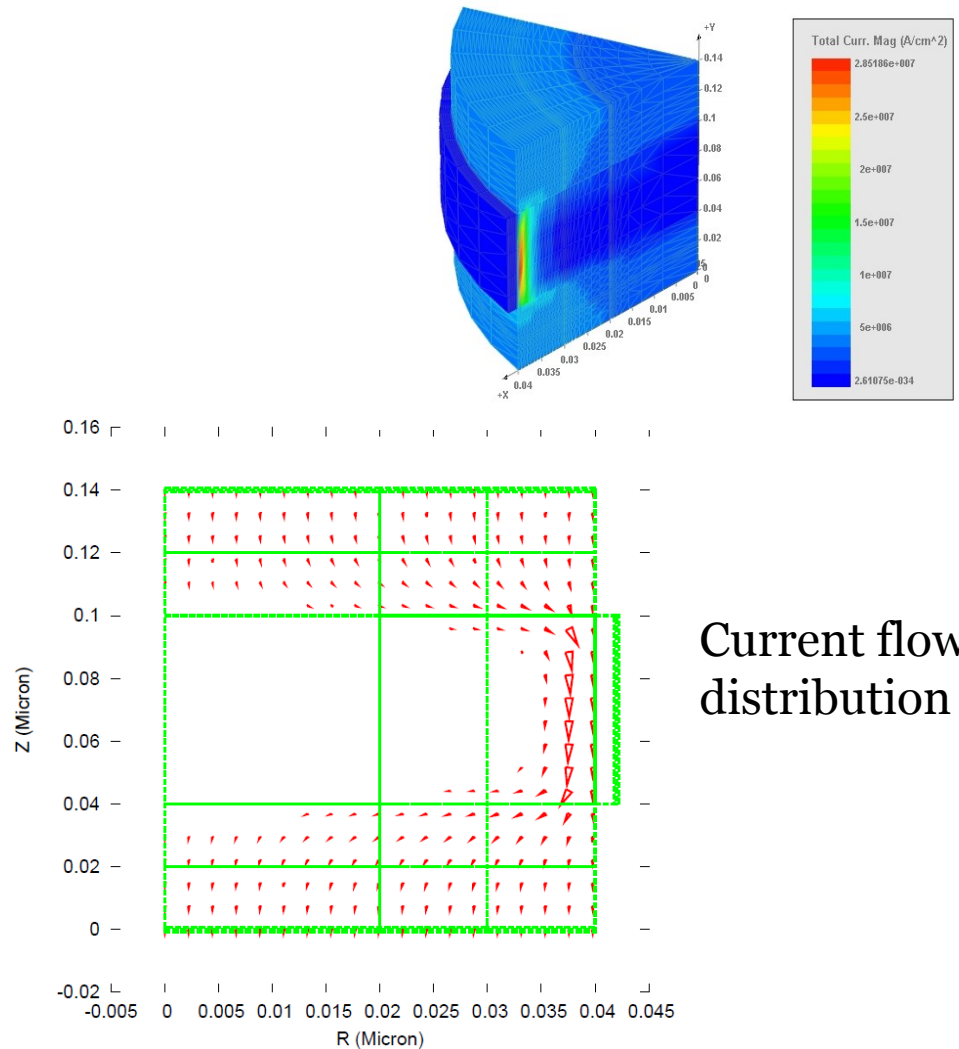 +Y
0.14
0.12
0.1
0.08
0.06
0.04
0.02
0
0
0.005
0.01
0.015
0.02
0.025
0.03
0.035
0.04
+X
Total Curr. Mag (A/cm^2)
2.85186e+007
2.5e+007
2e+007
1.5e+007
1e+007
5e+006
2.61075e-034
0.16
0.14
0.12
0.1
0.08
0.06
0.04
0.02
0
-0.02
Z (Micron)
-0.005 0 0.005 0.01 0.015 0.02 0.025 0.03 0.035 0.04 0.045
R (Micron)
Current flow
distribution